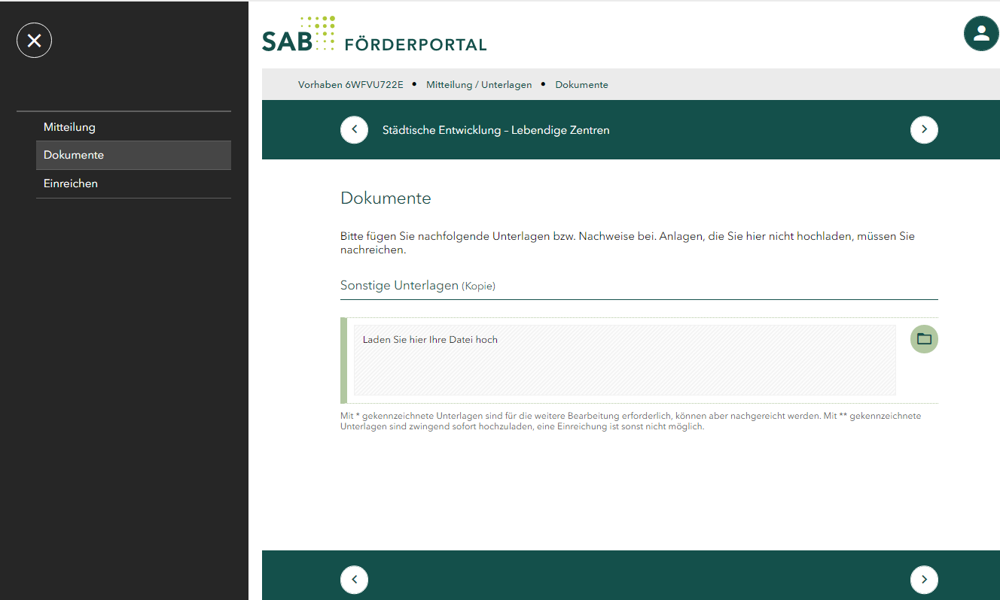 SAB FÖRDERPORTAL
Vorhaben 6WFVU722E • Mitteilung / Unterlagen • Dokumente
Mitteilung
Dokumente
Einreichen
Städtische Entwicklung – Lebendige Zentren
Dokumente
Bitte fügen Sie nachfolgende Unterlagen bzw. Nachweise bei. Anlagen, die Sie hier nicht hochladen, müssen Sie
nachreichen.
Sonstige Unterlagen (Kopie)
Laden Sie hier Ihre Datei hoch
Mit * gekennzeichnete Unterlagen sind für die weitere Bearbeitung erforderlich, können aber nachgereicht werden. Mit ** gekennzeichnete
Unterlagen sind zwingend sofort hochzuladen, eine Einreichung ist sonst nicht möglich.